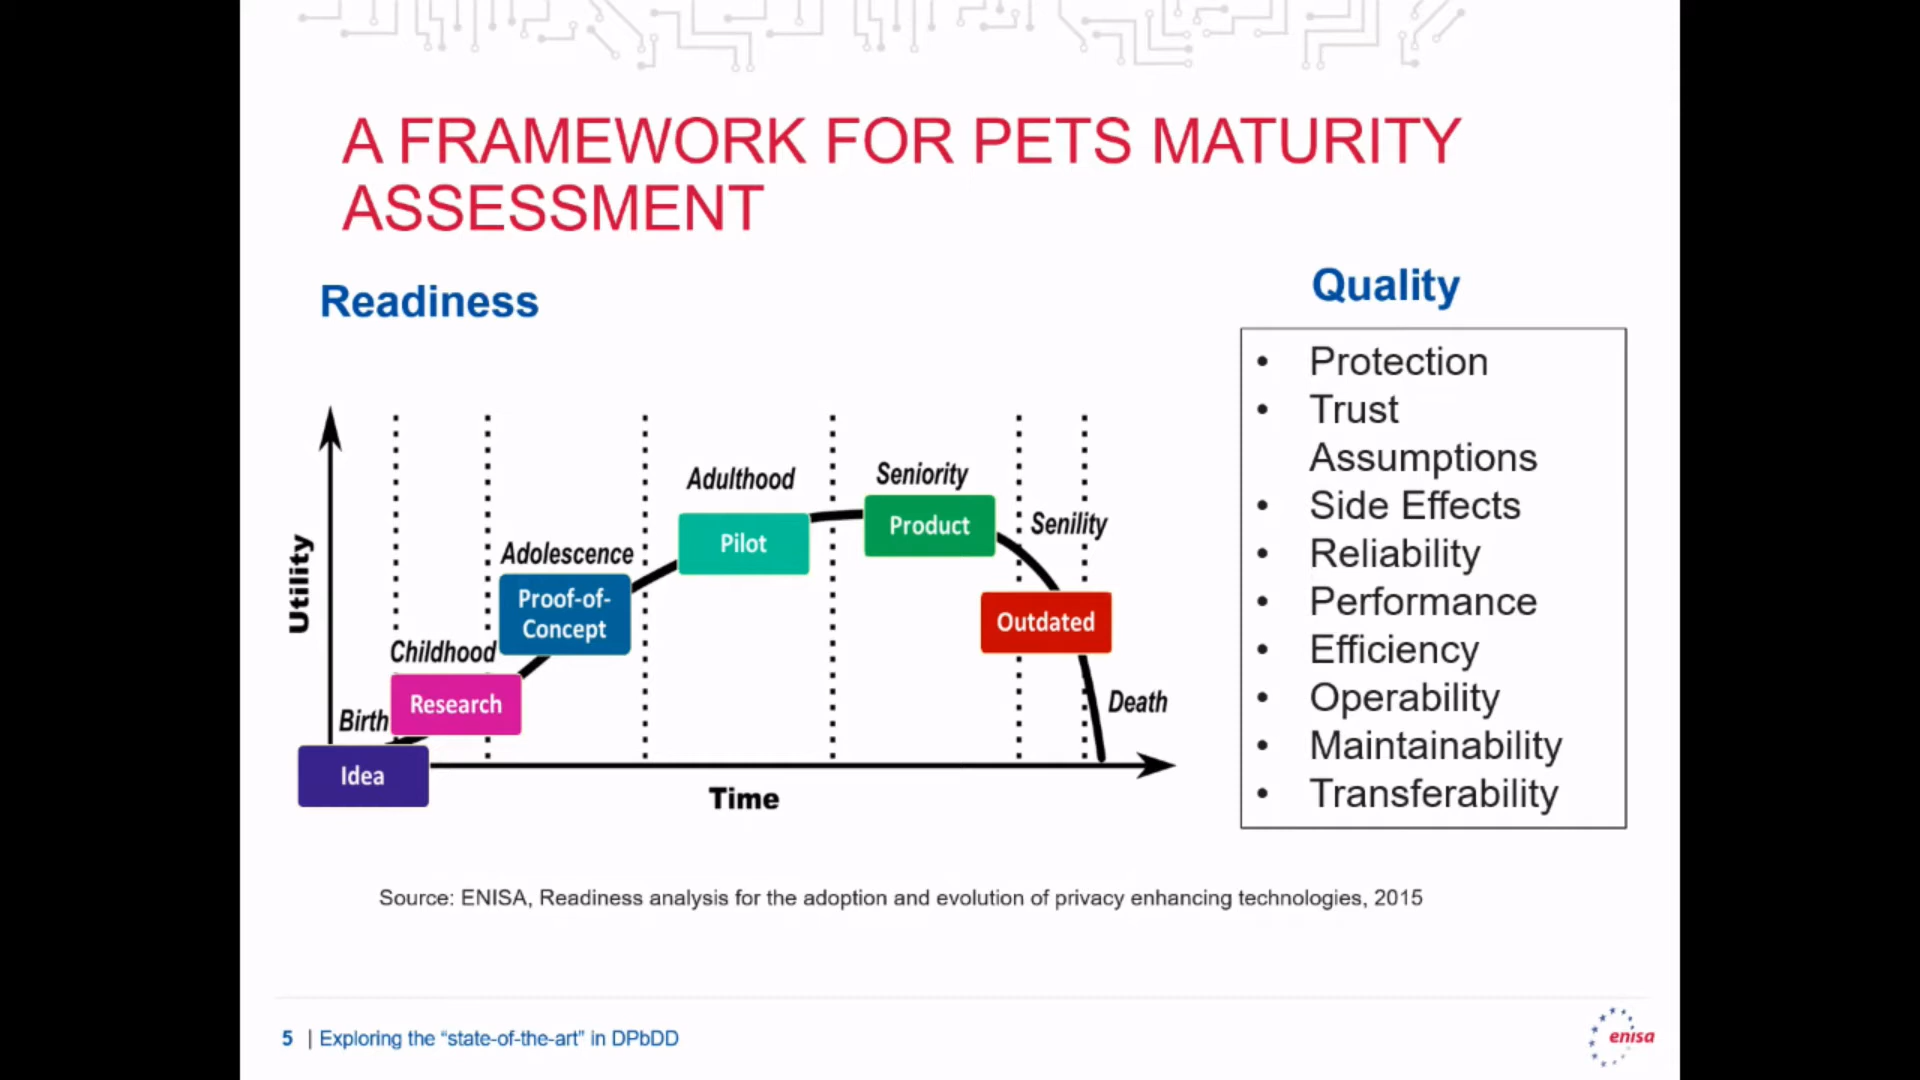 A FRAMEWORK FOR PETS MATURITY
ASSESSMENT
Readiness
Utility
Birth
Childhood
Adolescence
Adulthood
Seniority
Senility
Death
Idea
Research
Proof-of-
Concept
Pilot
Product
Outdated
Time
Quality
• Protection
• Trust
Assumptions
• Side Effects
• Reliability
• Performance
• Efficiency
• Operability
• Maintainability
• Transferability
Source: ENISA, Readiness analysis for the adoption and evolution of privacy enhancing technologies, 2015
5 | Exploring the “state-of-the-art” in DPbDD
enisa